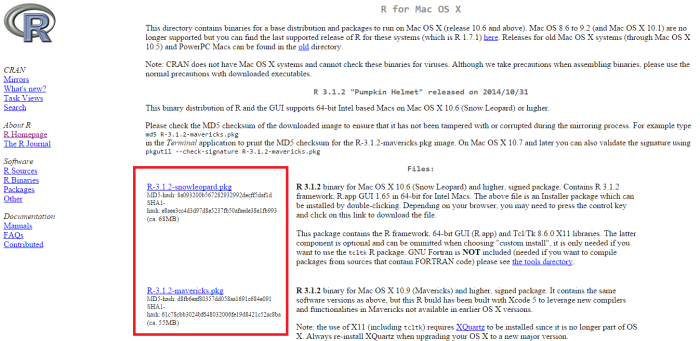 R for Mac OS X
This directory contains binaries for a base distribution and packages to run on Mac OS X (release 10.6 and above). Mac OS 8.6 to 9.2 (and Mac OS X 10.1) are no
longer supported but you can find the last supported release of R for these systems (which is R 1.7.1) here. Releases for old Mac OS X systems (through Mac OS X
10.5) and PowerPC Macs can be found in the old directory.
Note: CRAN does not have Mac OS X systems and cannot check these binaries for viruses. Although we take precautions when assembling binaries, please use the
normal precautions with downloaded executables.
R 3.1.2 "Pumpkin Helmet" released on 2014/10/31
This binary distribution of R and the GUI supports 64-bit Intel based Macs on Mac OS X 10.6 (Snow Leopard) or higher.
Please check the MD5 checksum of the downloaded image to ensure that it has not been tampered with or corrupted during the mirroring process. For example type
md5 R-3.1.2-mavericks.pkg
in the Terminal application to print the MD5 checksum for the R-3.1.2-mavericks.pkg image. On Mac OS X 10.7 and later you can also validate the signature using
pkgutil --check-signature R-3.1.2-mavericks.pkg
Files:
R
CRAN
Mirrors
What's new?
Task Views
Search
About R
R Homepage
The R Journal
Software
R Sources
R Binaries
Packages
Other
Documentation
Manuals
FAQs
Contributed
R-3.1.2-snowleopard.pkg
MD5-hash:
SHA1-
hash:
(ca. 68MB)
R 3.1.2 binary for Mac OS X 10.6 (Snow Leopard) and higher, signed package. Contains R 3.1.2
framework, R.app GUI 1.65 in 64-bit for Intel Macs. The above file is an Installer package which can
be installed by double-clicking. Depending on your browser, you may need to press the control key
and click on this link to download the file.
This package contains the R framework, 64-bit GUI (R.app) and Tcl/Tk 8.6.0 X11 libraries. The latter
component is optional and can be ommitted when choosing "custom install", it is only needed if you
want to use the tcltk R package. GNU Fortran is NOT included (needed if you want to compile
packages from sources that contain FORTRAN code) please see the tools directory.
R-3.1.2-mavericks.pkg
MD5-hash:
SHA1-
hash:
(ca. 55MB)
R 3.1.2 binary for Mac OS X 10.9 (Mavericks) and higher, signed package. It contains the same
software versions as above, but this R build has been built with Xcode 5 to leverage new compilers
and functionalities in Mavericks not available in earlier OS X versions.
Note: the use of X11 (including tcltk) requires XQuartz to be installed since it is no longer part of OS
X. Always re-install XQuartz when upgrading your OS X to a new major version.